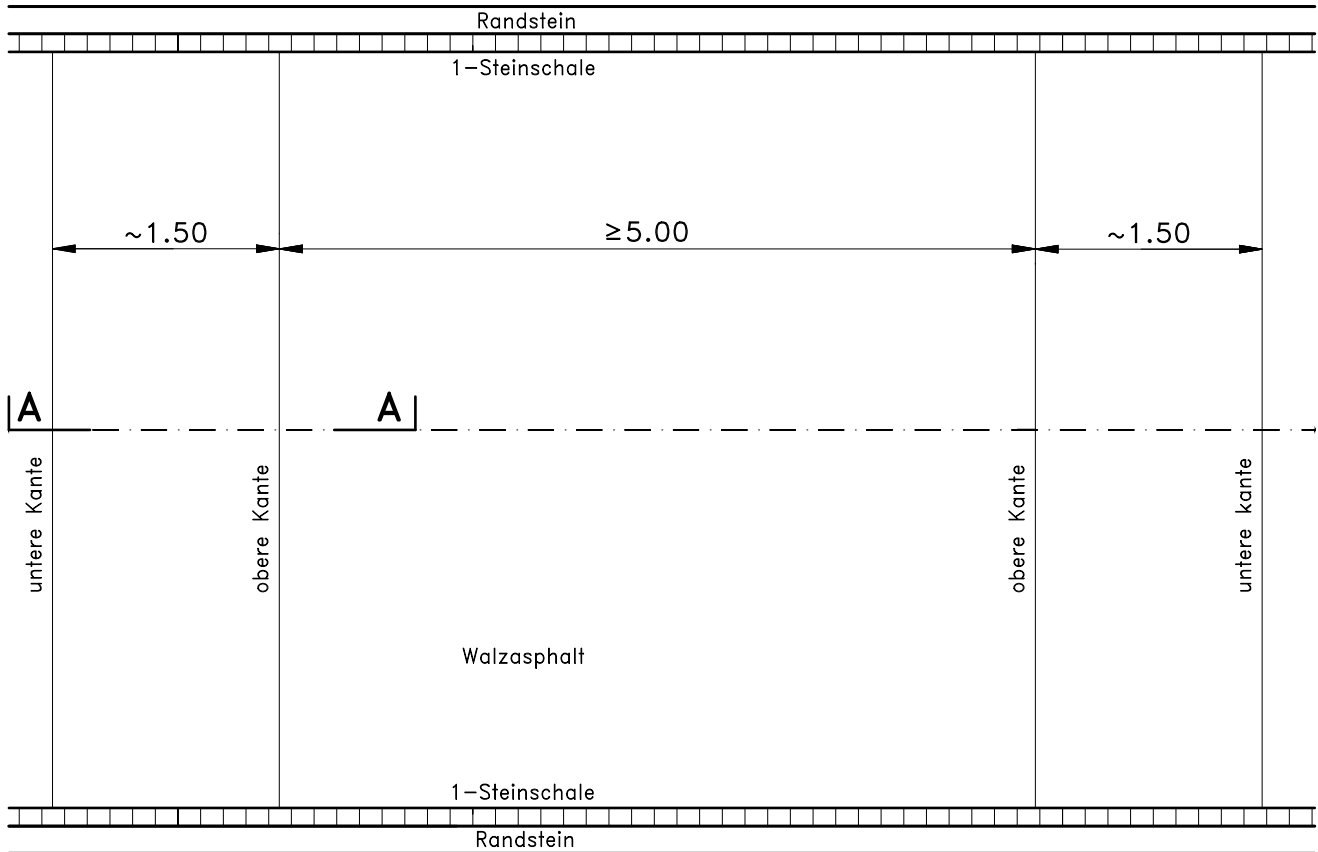 Randstein
1-Steinschale
~1.50
≥5.00
~1.50
A
A
untere Kante
obere Kante
obere Kante
untere kante
Walzasphalt
1-Steinschale
Randstein